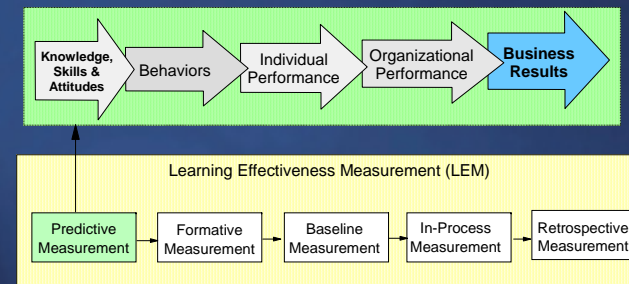 Knowledge,
Skills &
Attitudes
Behaviors
Individual
Performance
Organizational
Performance
Business
Results
Learning Effectiveness Measurement (LEM)
Predictive
Measurement
Formative
Measurement
Baseline
Measurement
In-Process
Measurement
Retrospective
Measurement